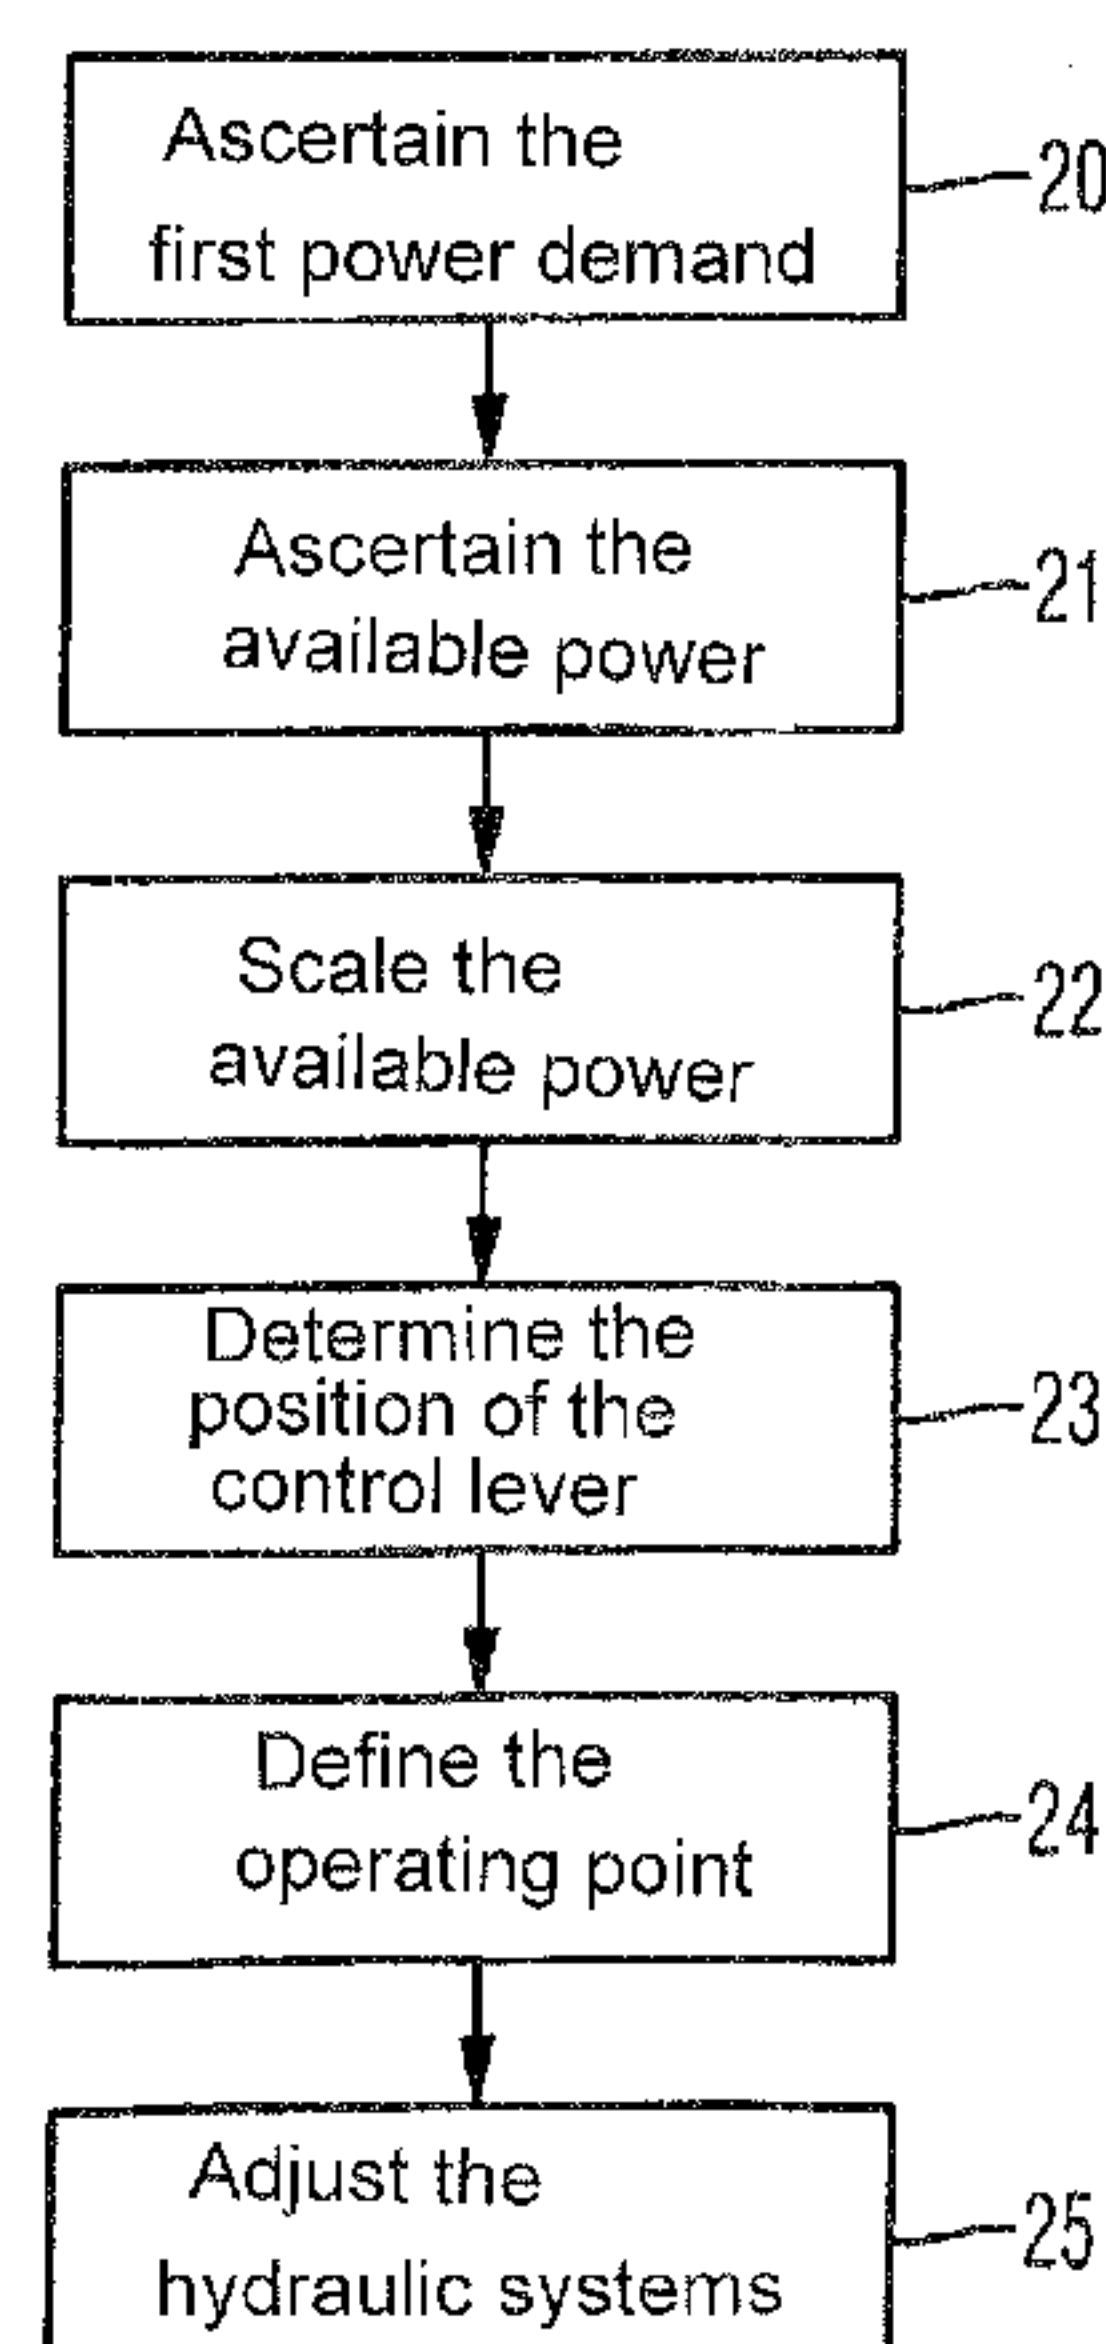 Ascertain the
first power demand
20
Ascertain the
available power
21
Scale the
available power
22
Determine the
position of the
control lever
23
Define the
operating point
24
Adjust the
hydraulic systems
25